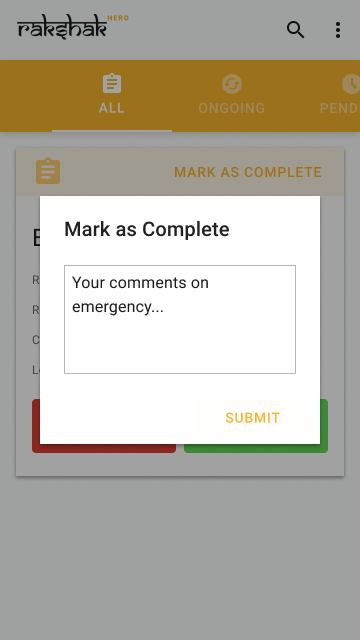 rakshak
HERO
ALL
ONGOING
PEND
MARK AS COMPLETE
Mark as Complete
Your comments on
emergency...
SUBMIT